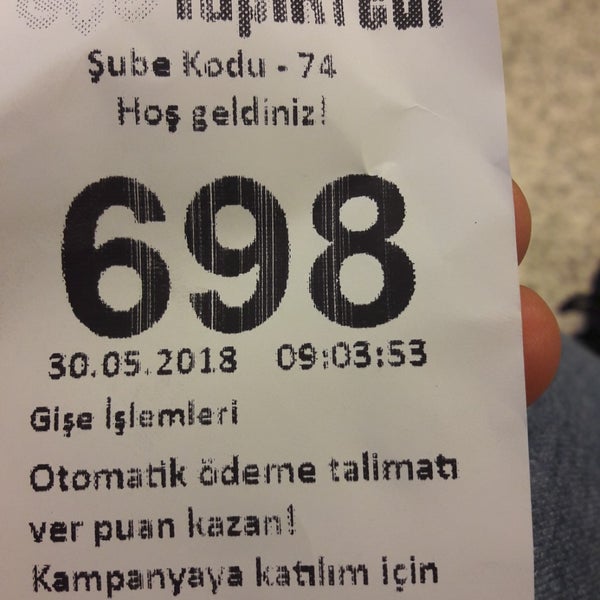 YapıKredi
Şube Kodu - 74
Hoş geldiniz!
698
30.05.2018 09:03:53
Gişe İşlemleri
Otomatik ödeme talimatı
ver puan kazan!
Kampanyaya katılım için